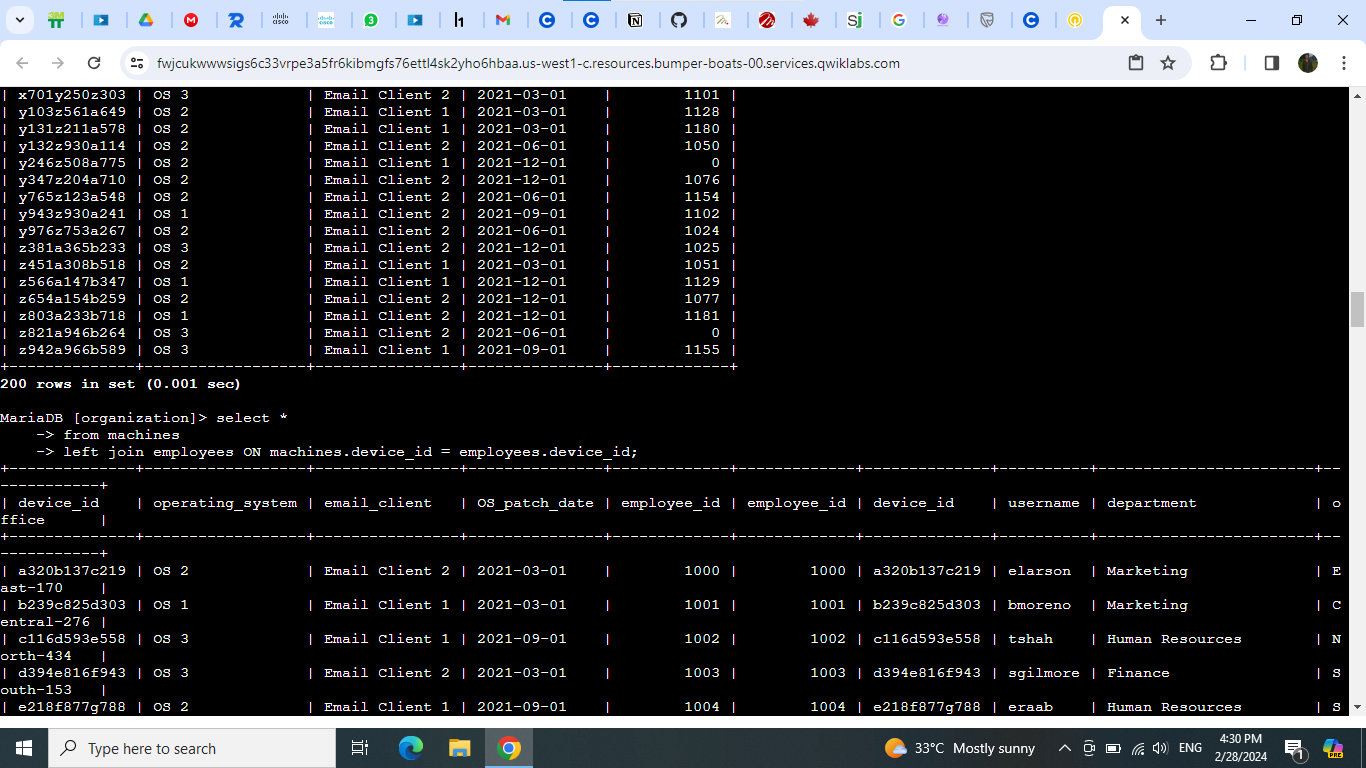 fwjcukwwwsigs6c33vrpe3a5fr6kibmgfs76ettl4sk2yho6hbaa.us-west1-c.resources.bumper-boats-00.services.qwiklabs.com
| x701y250z303 | OS 3             | Email Client 2 | 2021-03-01    |        1101 |
| y103z561a649 | OS 2             | Email Client 1 | 2021-03-01    |        1128 |
| y131z211a578 | OS 2             | Email Client 1 | 2021-03-01    |        1180 |
| y132z930a114 | OS 2             | Email Client 2 | 2021-06-01    |        1050 |
| y246z508a775 | OS 2             | Email Client 1 | 2021-12-01    |           0 |
| y347z204a710 | OS 2             | Email Client 2 | 2021-12-01    |        1076 |
| y765z123a548 | OS 2             | Email Client 2 | 2021-06-01    |        1154 |
| y943z930a241 | OS 1             | Email Client 2 | 2021-09-01    |        1102 |
| y976z753a267 | OS 2             | Email Client 2 | 2021-06-01    |        1024 |
| z381a365b233 | OS 3             | Email Client 2 | 2021-12-01    |        1025 |
| z451a308b518 | OS 2             | Email Client 1 | 2021-03-01    |        1051 |
| z566a147b347 | OS 1             | Email Client 1 | 2021-12-01    |        1129 |
| z654a154b259 | OS 2             | Email Client 2 | 2021-12-01    |        1077 |
| z803a233b718 | OS 1             | Email Client 2 | 2021-12-01    |        1181 |
| z821a946b264 | OS 3             | Email Client 2 | 2021-06-01    |           0 |
| z942a966b589 | OS 3             | Email Client 1 | 2021-09-01    |        1155 |
+--------------+------------------+----------------+---------------+-------------+
200 rows in set (0.001 sec)
MariaDB [organization]> select *
    -> from machines
    -> left join employees ON machines.device_id = employees.device_id;
+--------------+------------------+----------------+---------------+-------------+-------------+--------------+----------+------------------------+--
-----------+
| device_id    | operating_system | email_client   | OS_patch_date | employee_id | employee_id | device_id    | username | department             | o
ffice      |
+--------------+------------------+----------------+---------------+-------------+-------------+--------------+----------+------------------------+--
-----------+
| a320b137c219 | OS 2             | Email Client 2 | 2021-03-01    |        1000 |        1000 | a320b137c219 | elarson  | Marketing              | E
ast-170    |
| b239c825d303 | OS 1             | Email Client 1 | 2021-03-01    |        1001 |        1001 | b239c825d303 | bmoreno  | Marketing              | C
entral-276 |
| c116d593e558 | OS 3             | Email Client 1 | 2021-09-01    |        1002 |        1002 | c116d593e558 | tshah    | Human Resources        | N
orth-434   |
| d394e816f943 | OS 3             | Email Client 2 | 2021-03-01    |        1003 |        1003 | d394e816f943 | sgilmore | Finance                | S
outh-153   |
| e218f877g788 | OS 2             | Email Client 1 | 2021-09-01    |        1004 |        1004 | e218f877g788 | eraab    | Human Resources        | S
Type here to search
33°C Mostly sunny
ENG
4:30 PM
2/28/2024
1